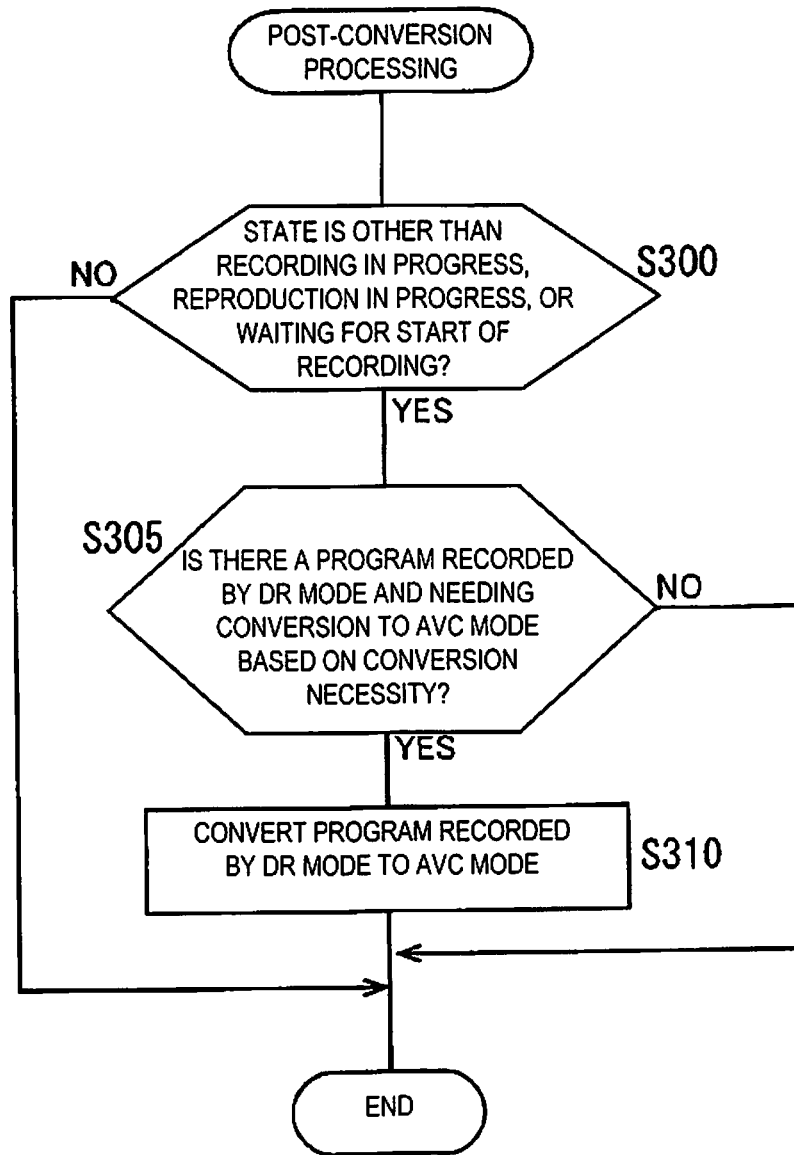 POST-CONVERSION
PROCESSING
STATE IS OTHER THAN
RECORDING IN PROGRESS,
REPRODUCTION IN PROGRESS, OR
WAITING FOR START OF
RECORDING?
S300
NO
YES
S305
IS THERE A PROGRAM RECORDED
BY DR MODE AND NEEDING
CONVERSION TO AVC MODE
BASED ON CONVERSION
NECESSITY?
NO
YES
CONVERT PROGRAM RECORDED
BY DR MODE TO AVC MODE
S310
END